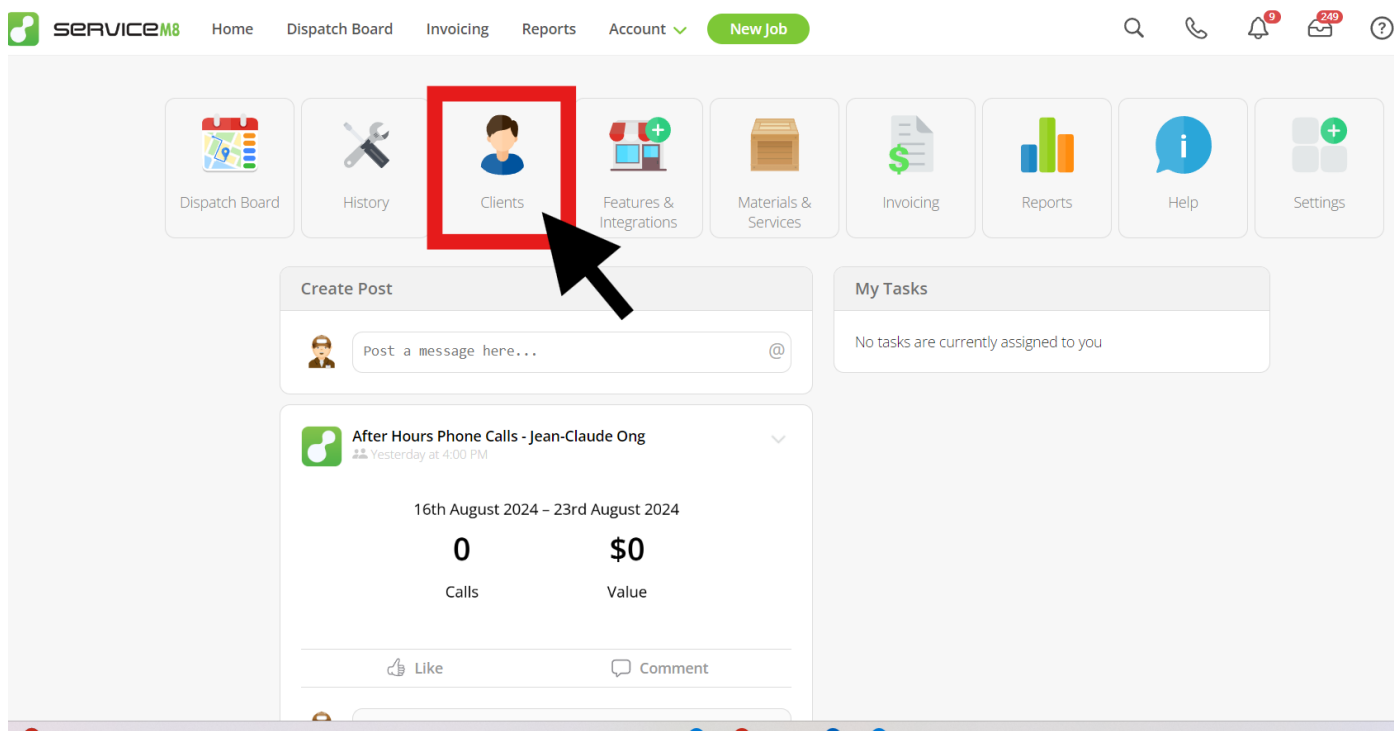 SERVICEM8 Home Dispatch Board Invoicing Reports Account New Job 9 249 ?
Dispatch Board History Clients Features & Integrations Materials & Services Invoicing Reports Help Settings
Create Post
Post a message here... @
My Tasks
No tasks are currently assigned to you
After Hours Phone Calls - Jean-Claude Ong
Yesterday at 4:00 PM
16th August 2024 – 23rd August 2024
0 $0
Calls Value
Like Comment